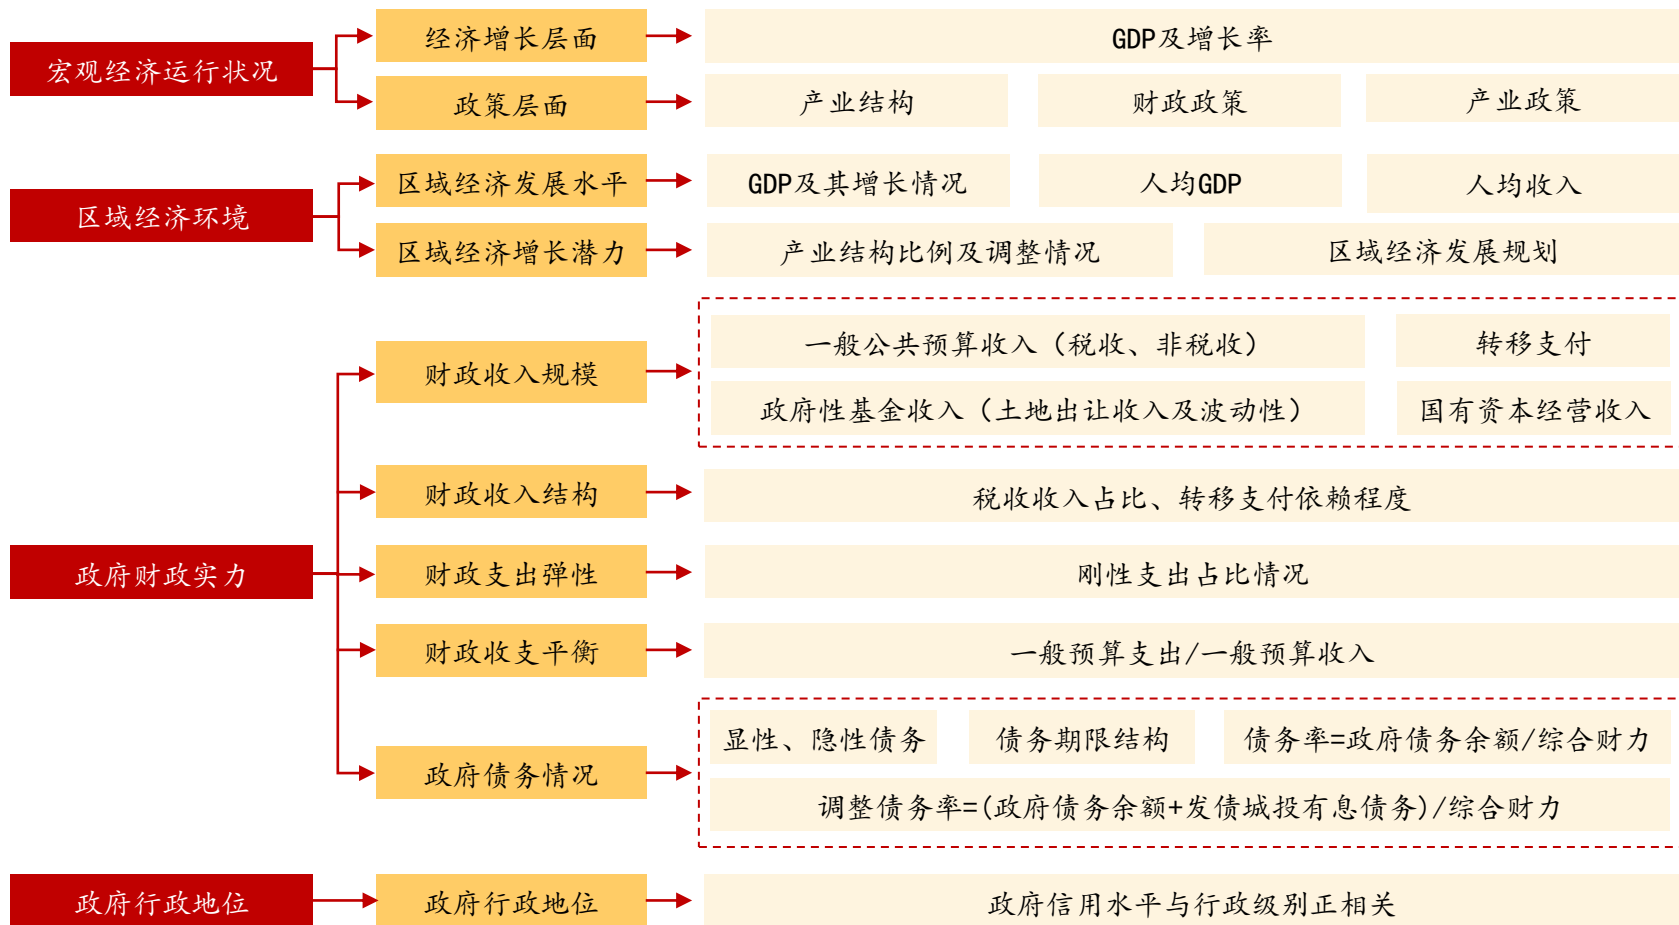 宏观经济运行状况
经济增长层面
GDP及增长率
政策层面
产业结构
财政政策
产业政策
区域经济环境
区域经济发展水平
GDP及其增长情况
人均GDP
人均收入
区域经济增长潜力
产业结构比例及调整情况
区域经济发展规划
政府财政实力
财政收入规模
一般公共预算收入（税收、非税收）
转移支付
政府性基金收入（土地出让收入及波动性）
国有资本经营收入
财政收入结构
税收收入占比、转移支付依赖程度
财政支出弹性
刚性支出占比情况
财政收支平衡
一般预算支出/一般预算收入
政府债务情况
显性、隐性债务
债务期限结构
债务率=政府债务余额/综合财力
调整债务率=(政府债务余额+发债城投有息债务)/综合财力
政府行政地位
政府行政地位
政府信用水平与行政级别正相关